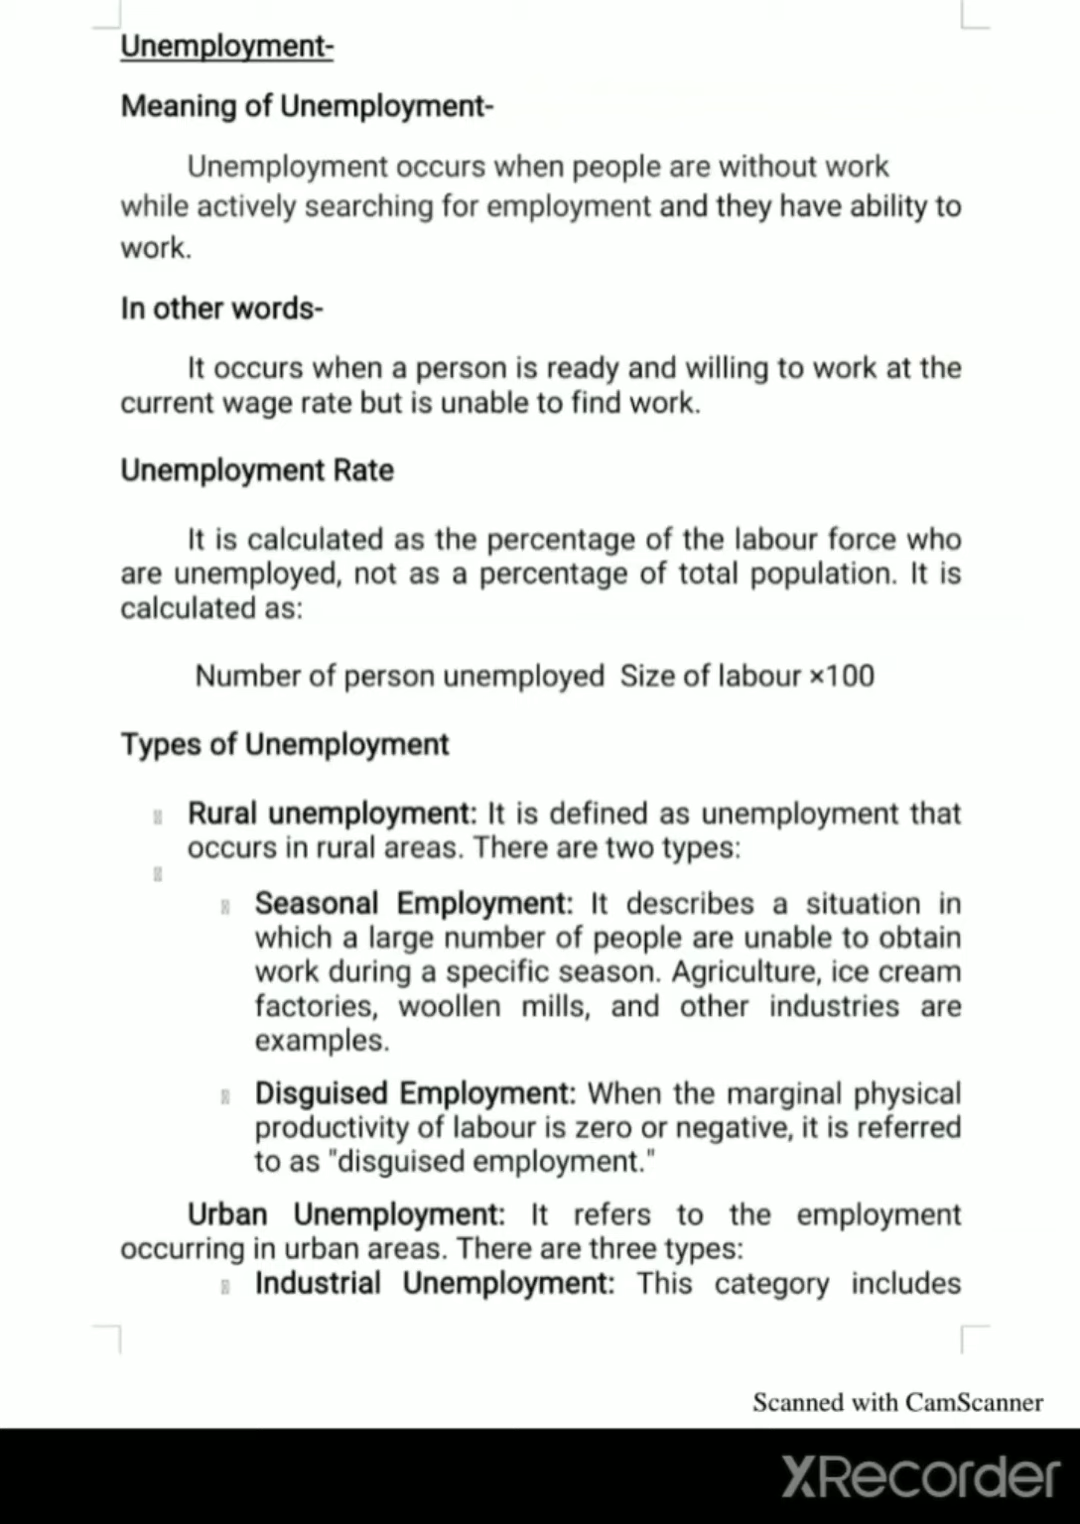 Unemployment-
Meaning of Unemployment-
Unemployment occurs when people are without work
while actively searching for employment and they have ability to
work.
In other words-
It occurs when a person is ready and willing to work at the
current wage rate but is unable to find work.
Unemployment Rate
It is calculated as the percentage of the labour force who
are unemployed, not as a percentage of total population. It is
calculated as:
Number of person unemployed Size of labour ×100
Types of Unemployment
Rural unemployment: It is defined as unemployment that
occurs in rural areas. There are two types:
Seasonal Employment: It describes a situation in
which a large number of people are unable to obtain
work during a specific season. Agriculture, ice cream
factories, woollen mills, and other industries are
examples.
Disguised Employment: When the marginal physical
productivity of labour is zero or negative, it is referred
to as "disguised employment."
Urban Unemployment: It refers to the employment
occurring in urban areas. There are three types:
Industrial Unemployment: This category includes
Scanned with CamScanner
XRecorder